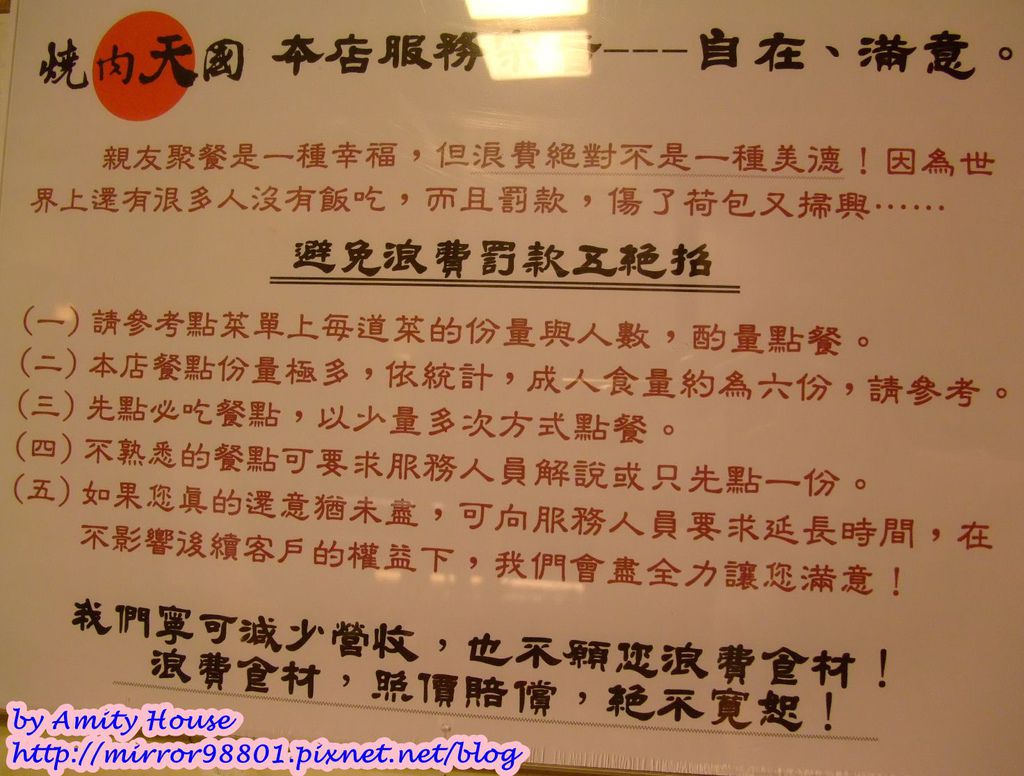 燒肉天國 本店服務 ---自在、滿意。
親友聚餐是一種幸福，但浪費絕對不是一種美德！因為世
界上還有很多人沒有飯吃，而且罰款，傷了荷包又掃興……
避免浪費罰款五絕招
(一) 請參考點菜單上每道菜的份量與人數，酌量點餐。
(二) 本店餐點份量極多，依統計，成人食量約為六份，請參考。
(三) 先點必吃餐點，以少量多次方式點餐。
(四) 不熟悉的餐點可要求服務人員解說或只先點一份。
(五) 如果您真的還意猶未盡，可向服務人員要求延長時間，在
不影響後續客戶的權益下，我們會盡全力讓您滿意！
我們寧可減少營收，也不願您浪費食材！
浪費食材，照價賠償，絕不寬恕！
by Amity House
http://mirror98801.pixnet.net/blog